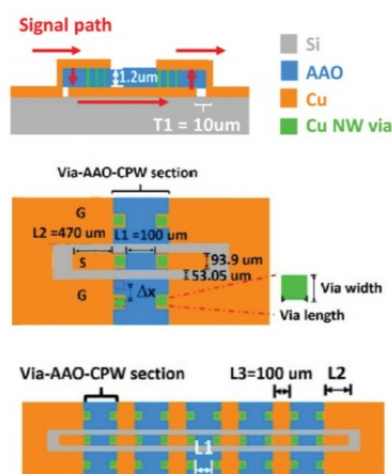 Signal path
1.2um
T1 = 10um
Si
AAO
Cu
Cu NW via
Via-AAO-CPW section
G
L2 =470 um
L1 =100 um
S
93.9 um
53.05 um
G
Δx
Via width
Via length
Via-AAO-CPW section
L3=100 um
L2
L1